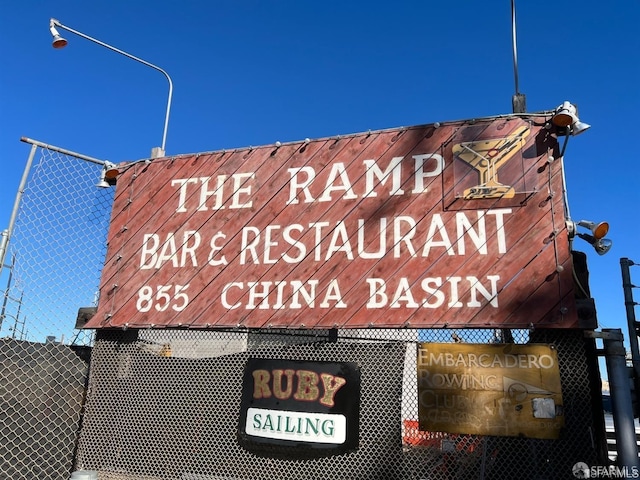 THE RAMP
BAR & RESTAURANT
855 CHINA BASIN
RUBY
SAILING
EMBARCADERO
ROWING
CLUB
SFARMLS